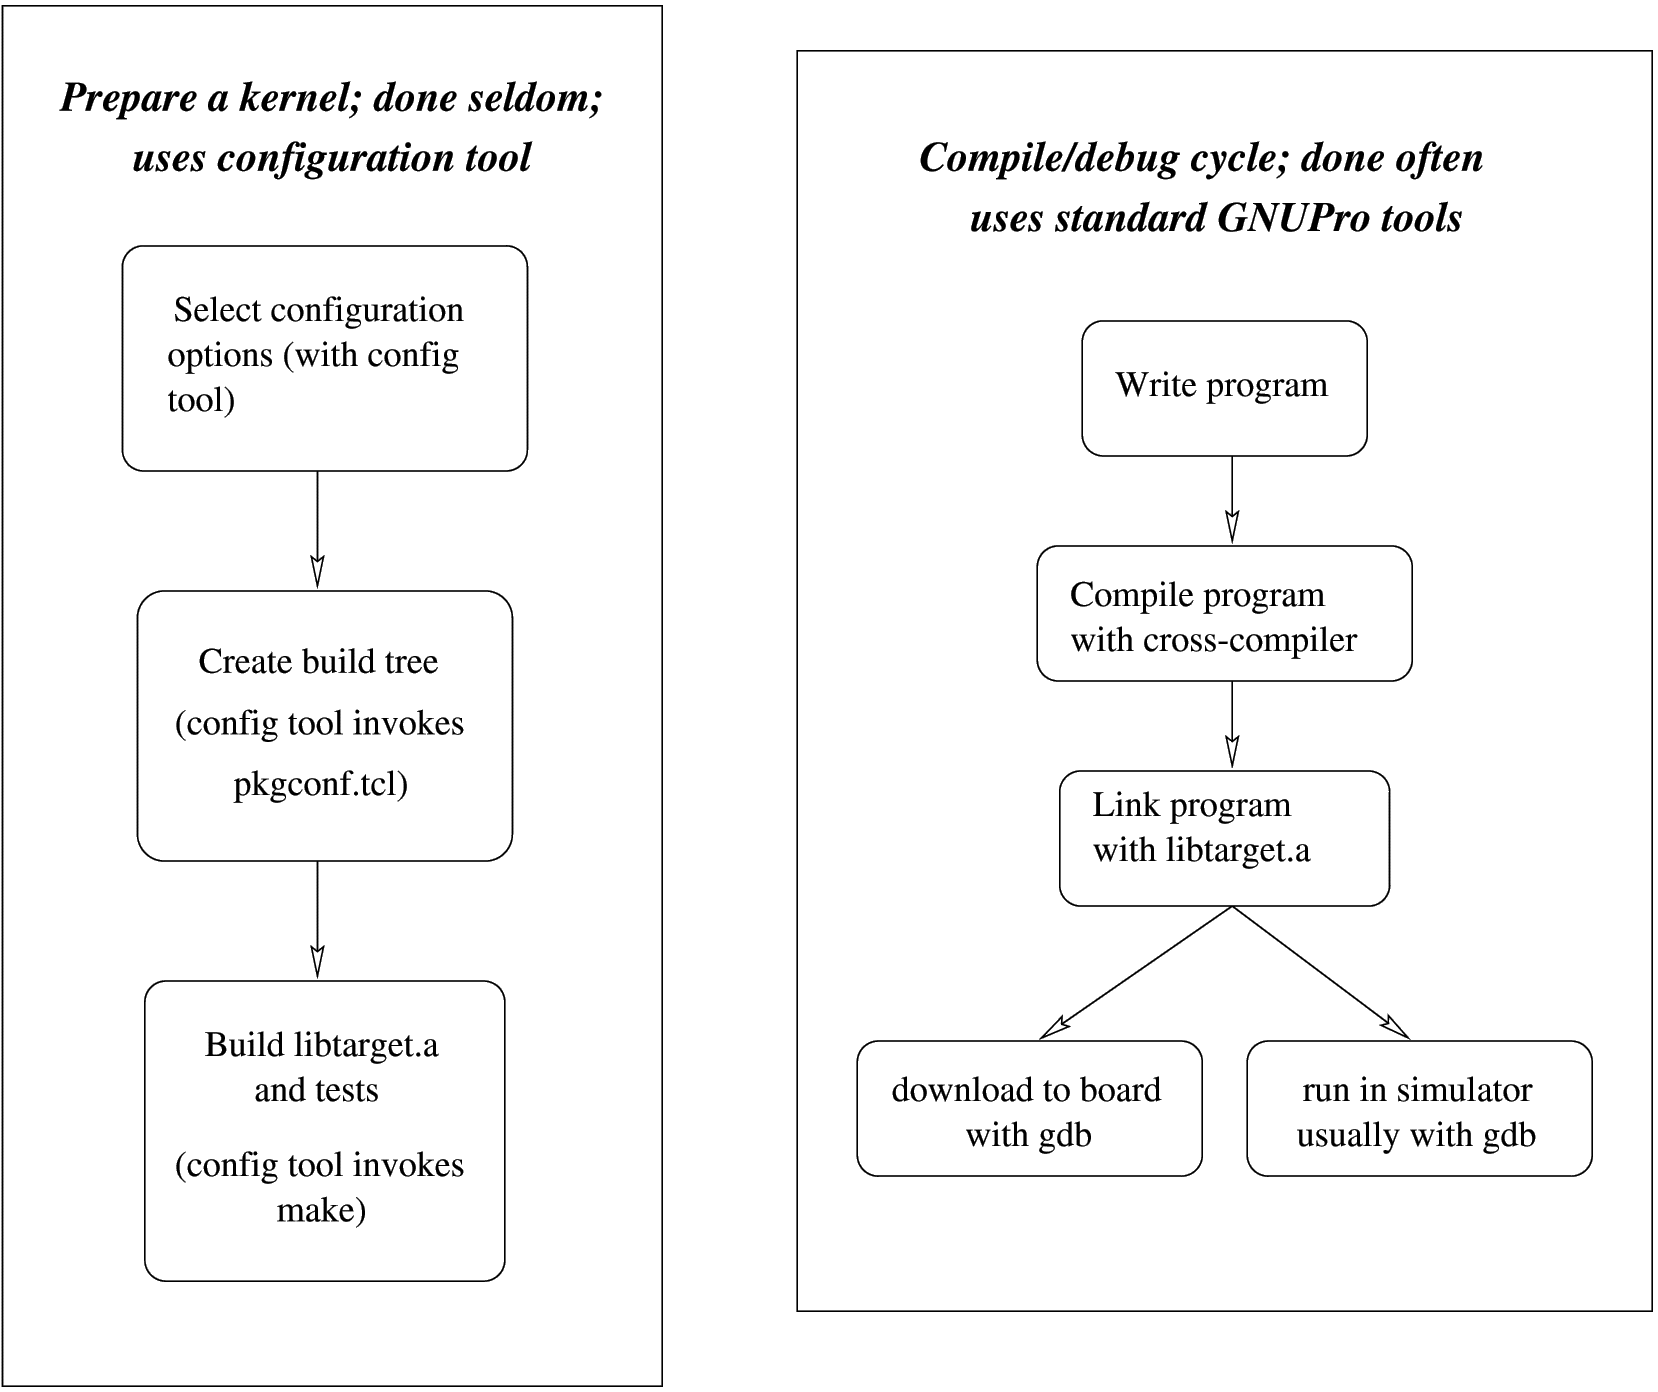 Prepare a kernel; done seldom;
uses configuration tool
Select configuration
options (with config
tool)
Create build tree
(config tool invokes
pkgconf.tcl)
Build libtarget.a
and tests
(config tool invokes
make)
Compile/debug cycle; done often
uses standard GNUPro tools
Write program
Compile program
with cross-compiler
Link program
with libtarget.a
download to board
with gdb
run in simulator
usually with gdb